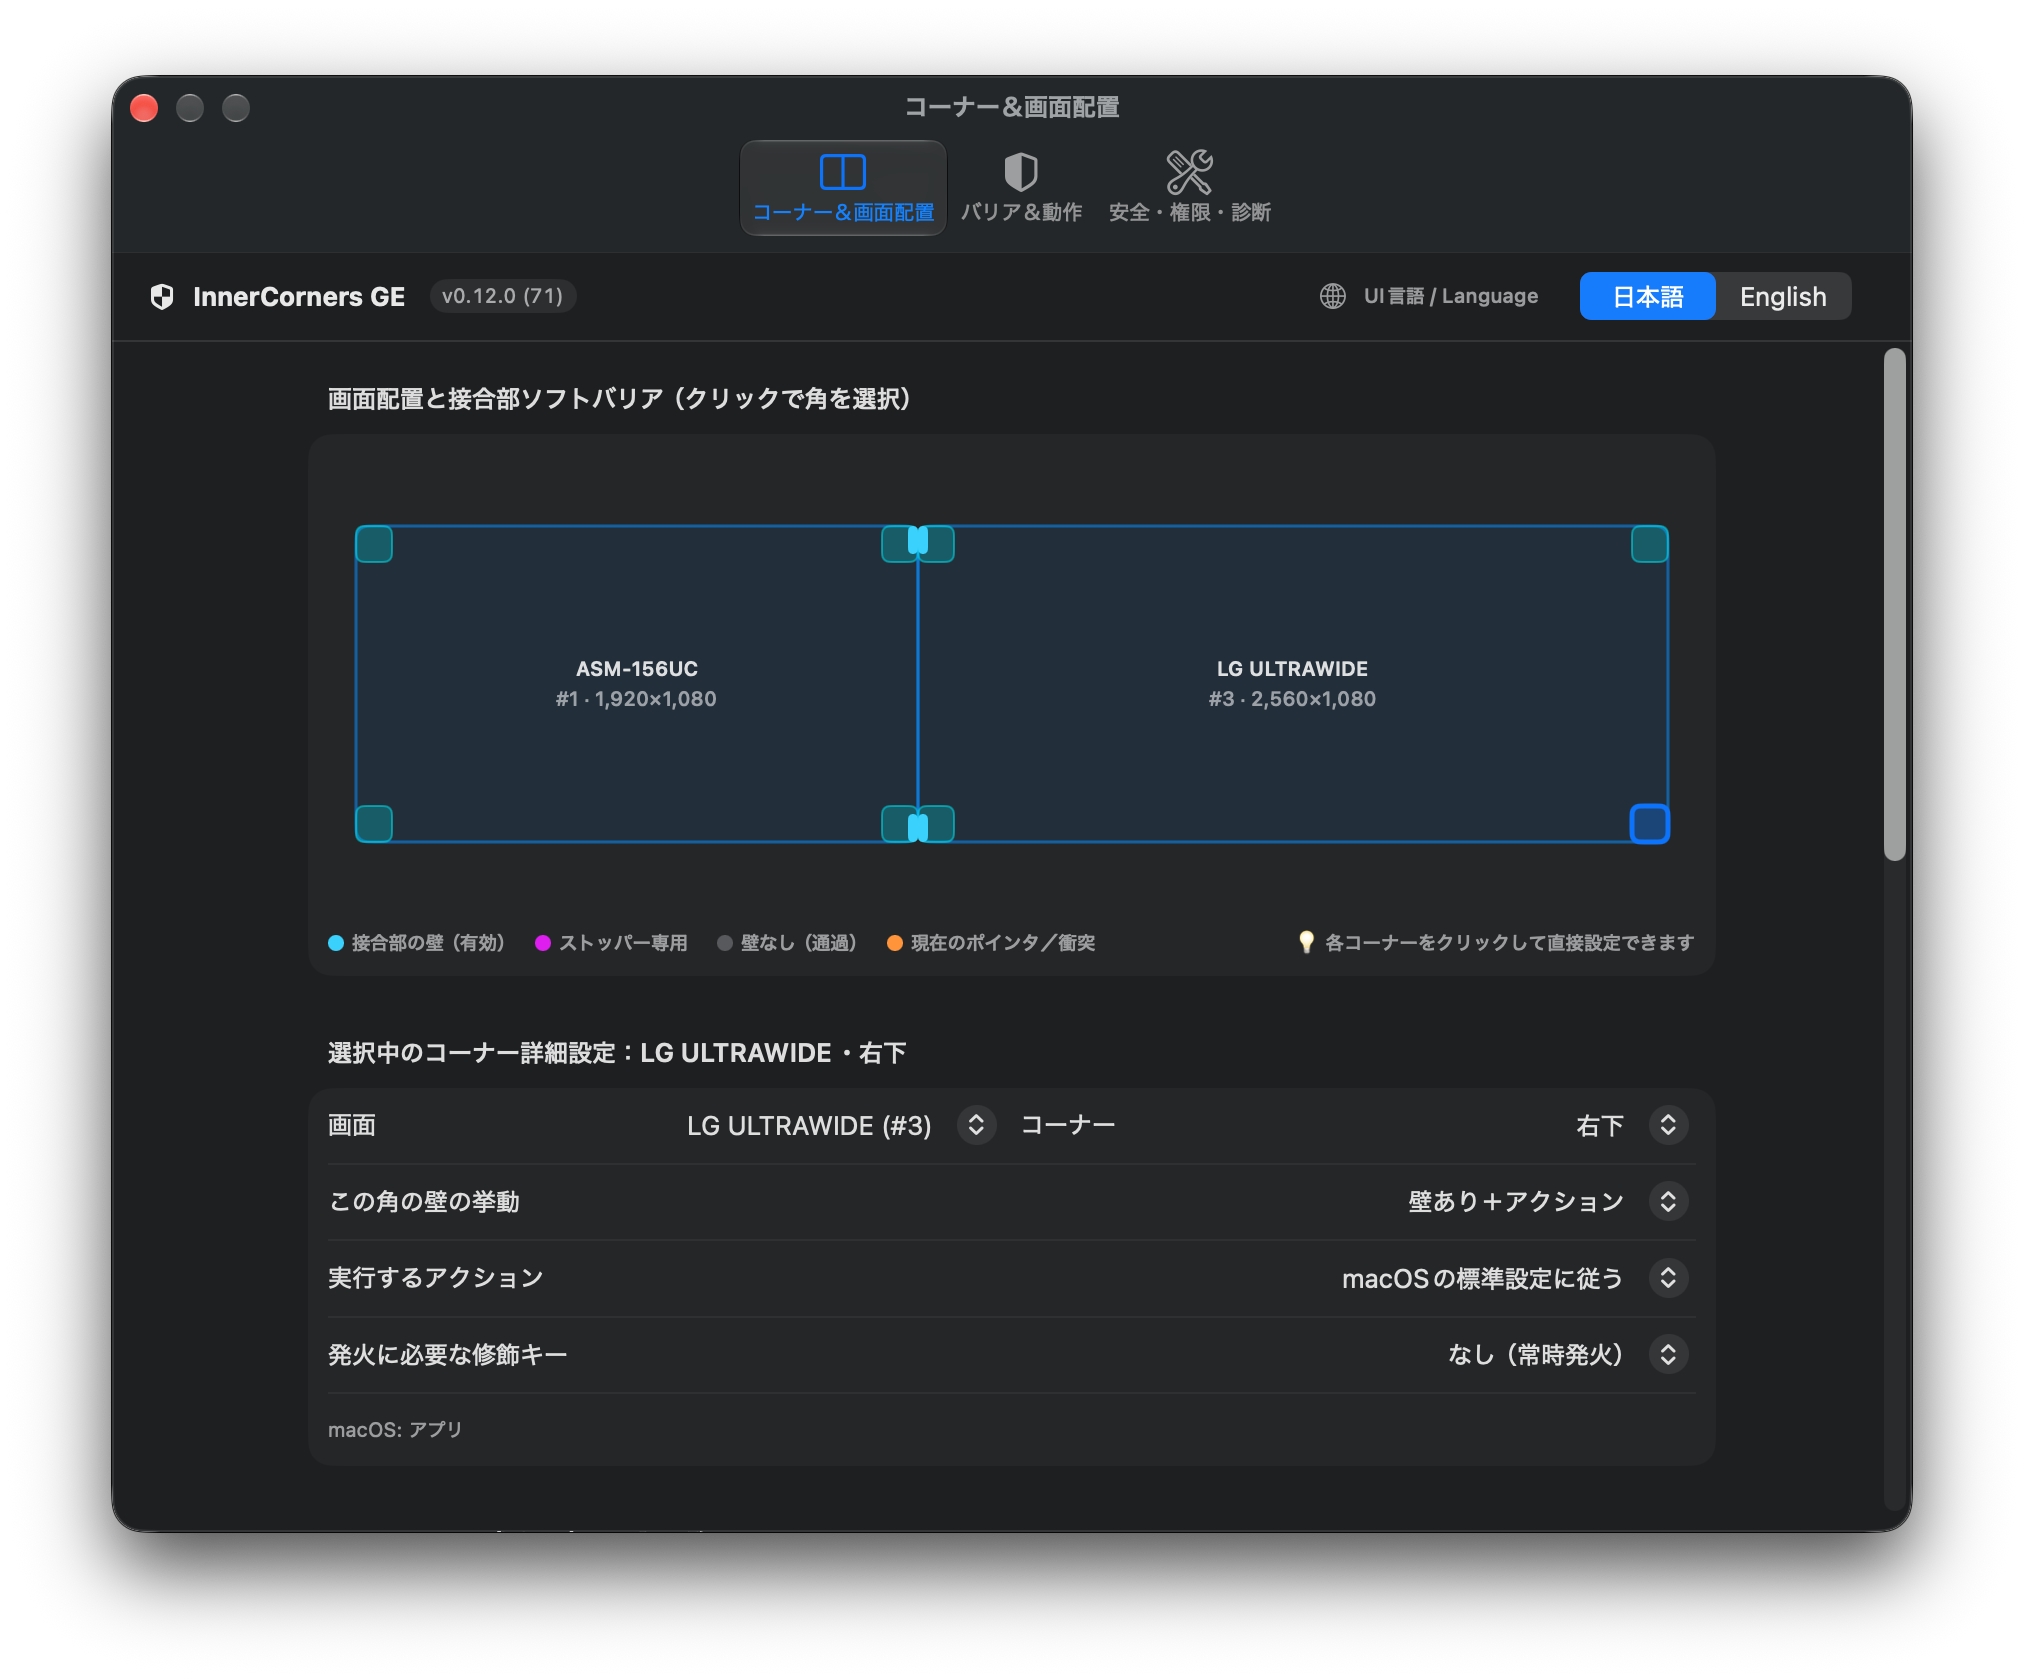 コーナー＆画面配置
コーナー＆画面配置
バリア＆動作
安全・権限・診断
InnerCorners GE
v0.12.0 (71)
UI言語 / Language
日本語
English
画面配置と接合部ソフトバリア（クリックで角を選択）
ASM-156UC
#1 · 1,920×1,080
LG ULTRAWIDE
#3 · 2,560×1,080
接合部の壁（有効）
ストッパー専用
壁なし（通過）
現在のポインタ／衝突
各コーナーをクリックして直接設定できます
選択中のコーナー詳細設定：LG ULTRAWIDE・右下
画面
LG ULTRAWIDE (#3)
コーナー
右下
この角の壁の挙動
壁あり＋アクション
実行するアクション
macOSの標準設定に従う
発火に必要な修飾キー
なし（常時発火）
macOS: アプリ